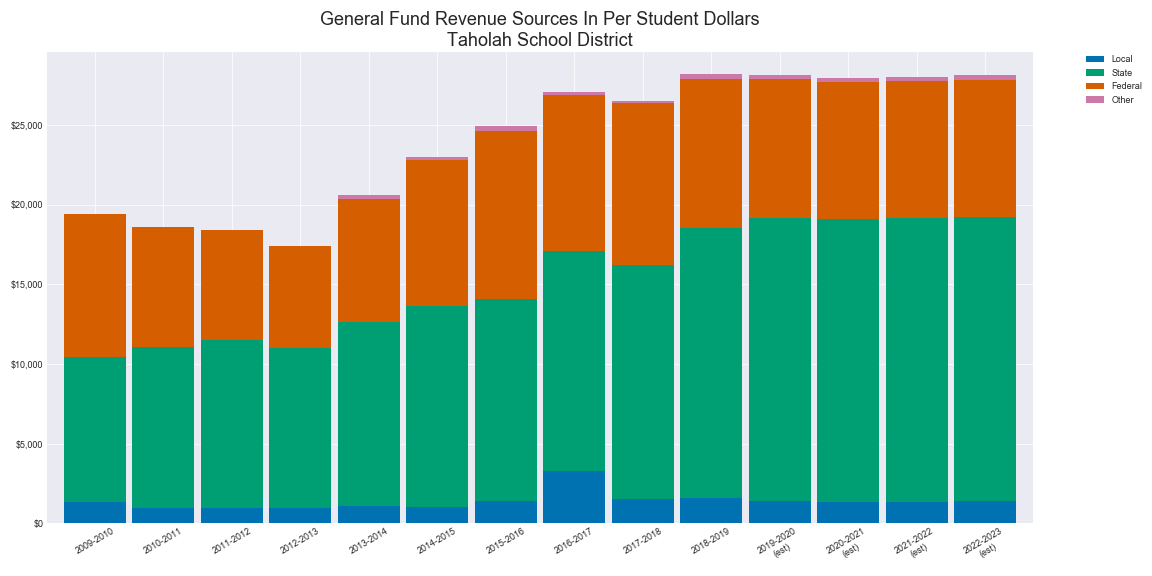 General Fund Revenue Sources In Per Student Dollars
Taholah School District
Local
State
Federal
Other
$25,000
$20,000
$15,000
$10,000
$5,000
$0
2009-2010
2010-2011
2011-2012
2012-2013
2013-2014
2014-2015
2015-2016
2016-2017
2017-2018
2018-2019
2019-2020
(est)
2020-2021
(est)
2021-2022
(est)
2022-2023
(est)